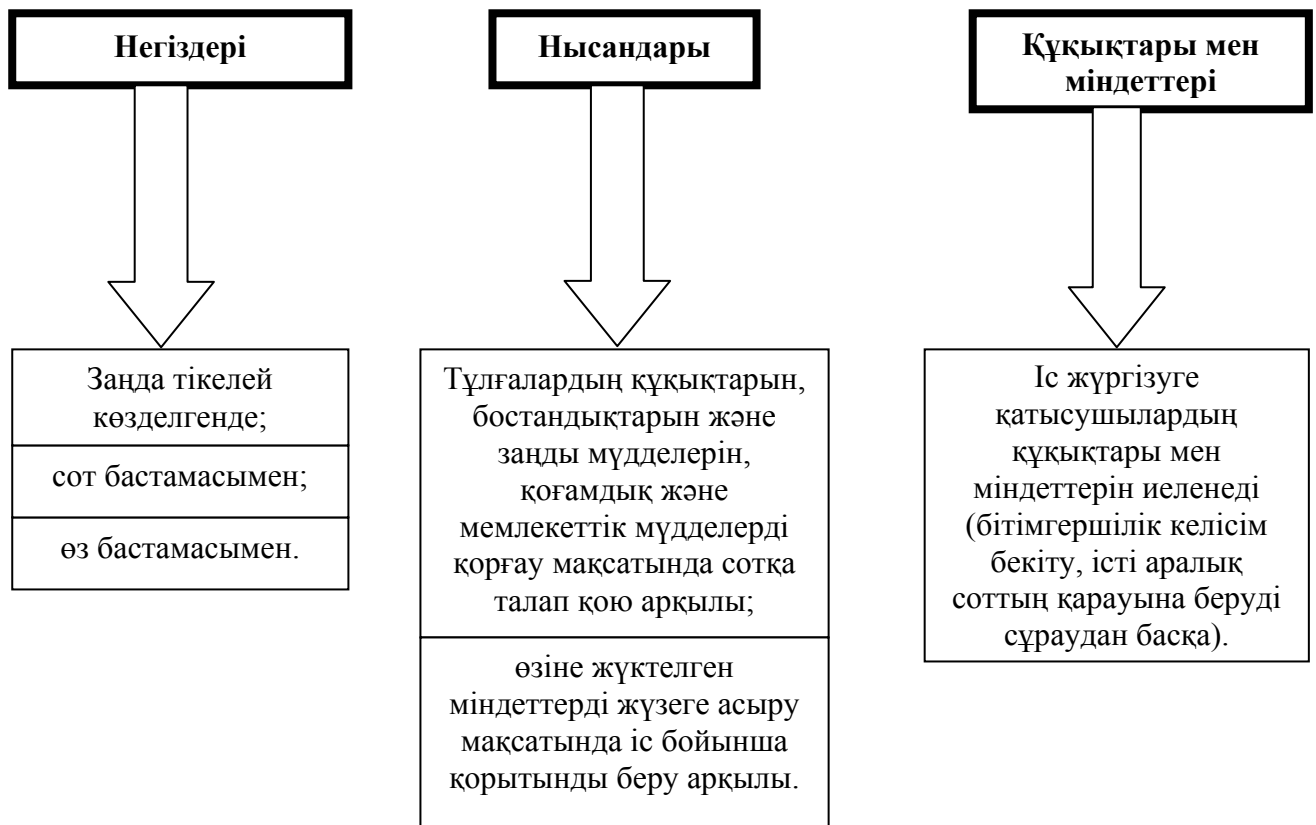 Негіздері
Заңда тікелей
көзделгенде;
сот бастамасымен;
өз бастамасымен.
Нысандары
Тұлғалардың құқықтарын,
бостандықтарын және
заңды мүдделерін,
қоғамдық және
мемлекеттік мүдделерді
қорғау мақсатында сотқа
талап қою арқылы;
өзіне жүктелген
міндеттерді жүзеге асыру
мақсатында іс бойынша
қорытынды беру арқылы.
Құқықтары мен
міндеттері
Іс жүргізуге
қатысушылардың
құқықтары мен
міндеттерін иеленеді
(бітімгершілік келісім
бекіту, істі аралық
соттың қарауына беруді
сұраудан басқа).